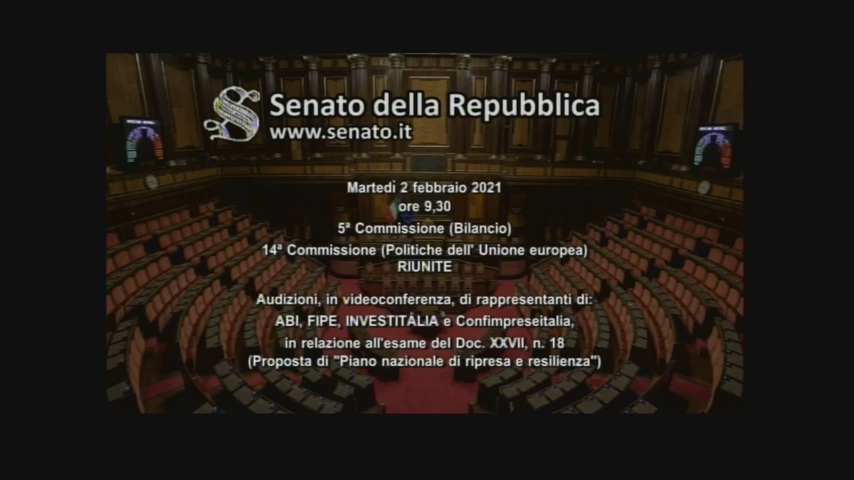 Senato della Repubblica
www.senato.it
Martedì 2 febbraio 2021
ore 9,30
5ª Commissione (Bilancio)
14ª Commissione (Politiche dell' Unione europea)
RIUNITE
Audizioni, in videoconferenza, di rappresentanti di:
ABI, FIPE, INVESTITALIA e Confimpreseitalia,
in relazione all'esame del Doc. XXVII, n. 18
(Proposta di "Piano nazionale di ripresa e resilienza")